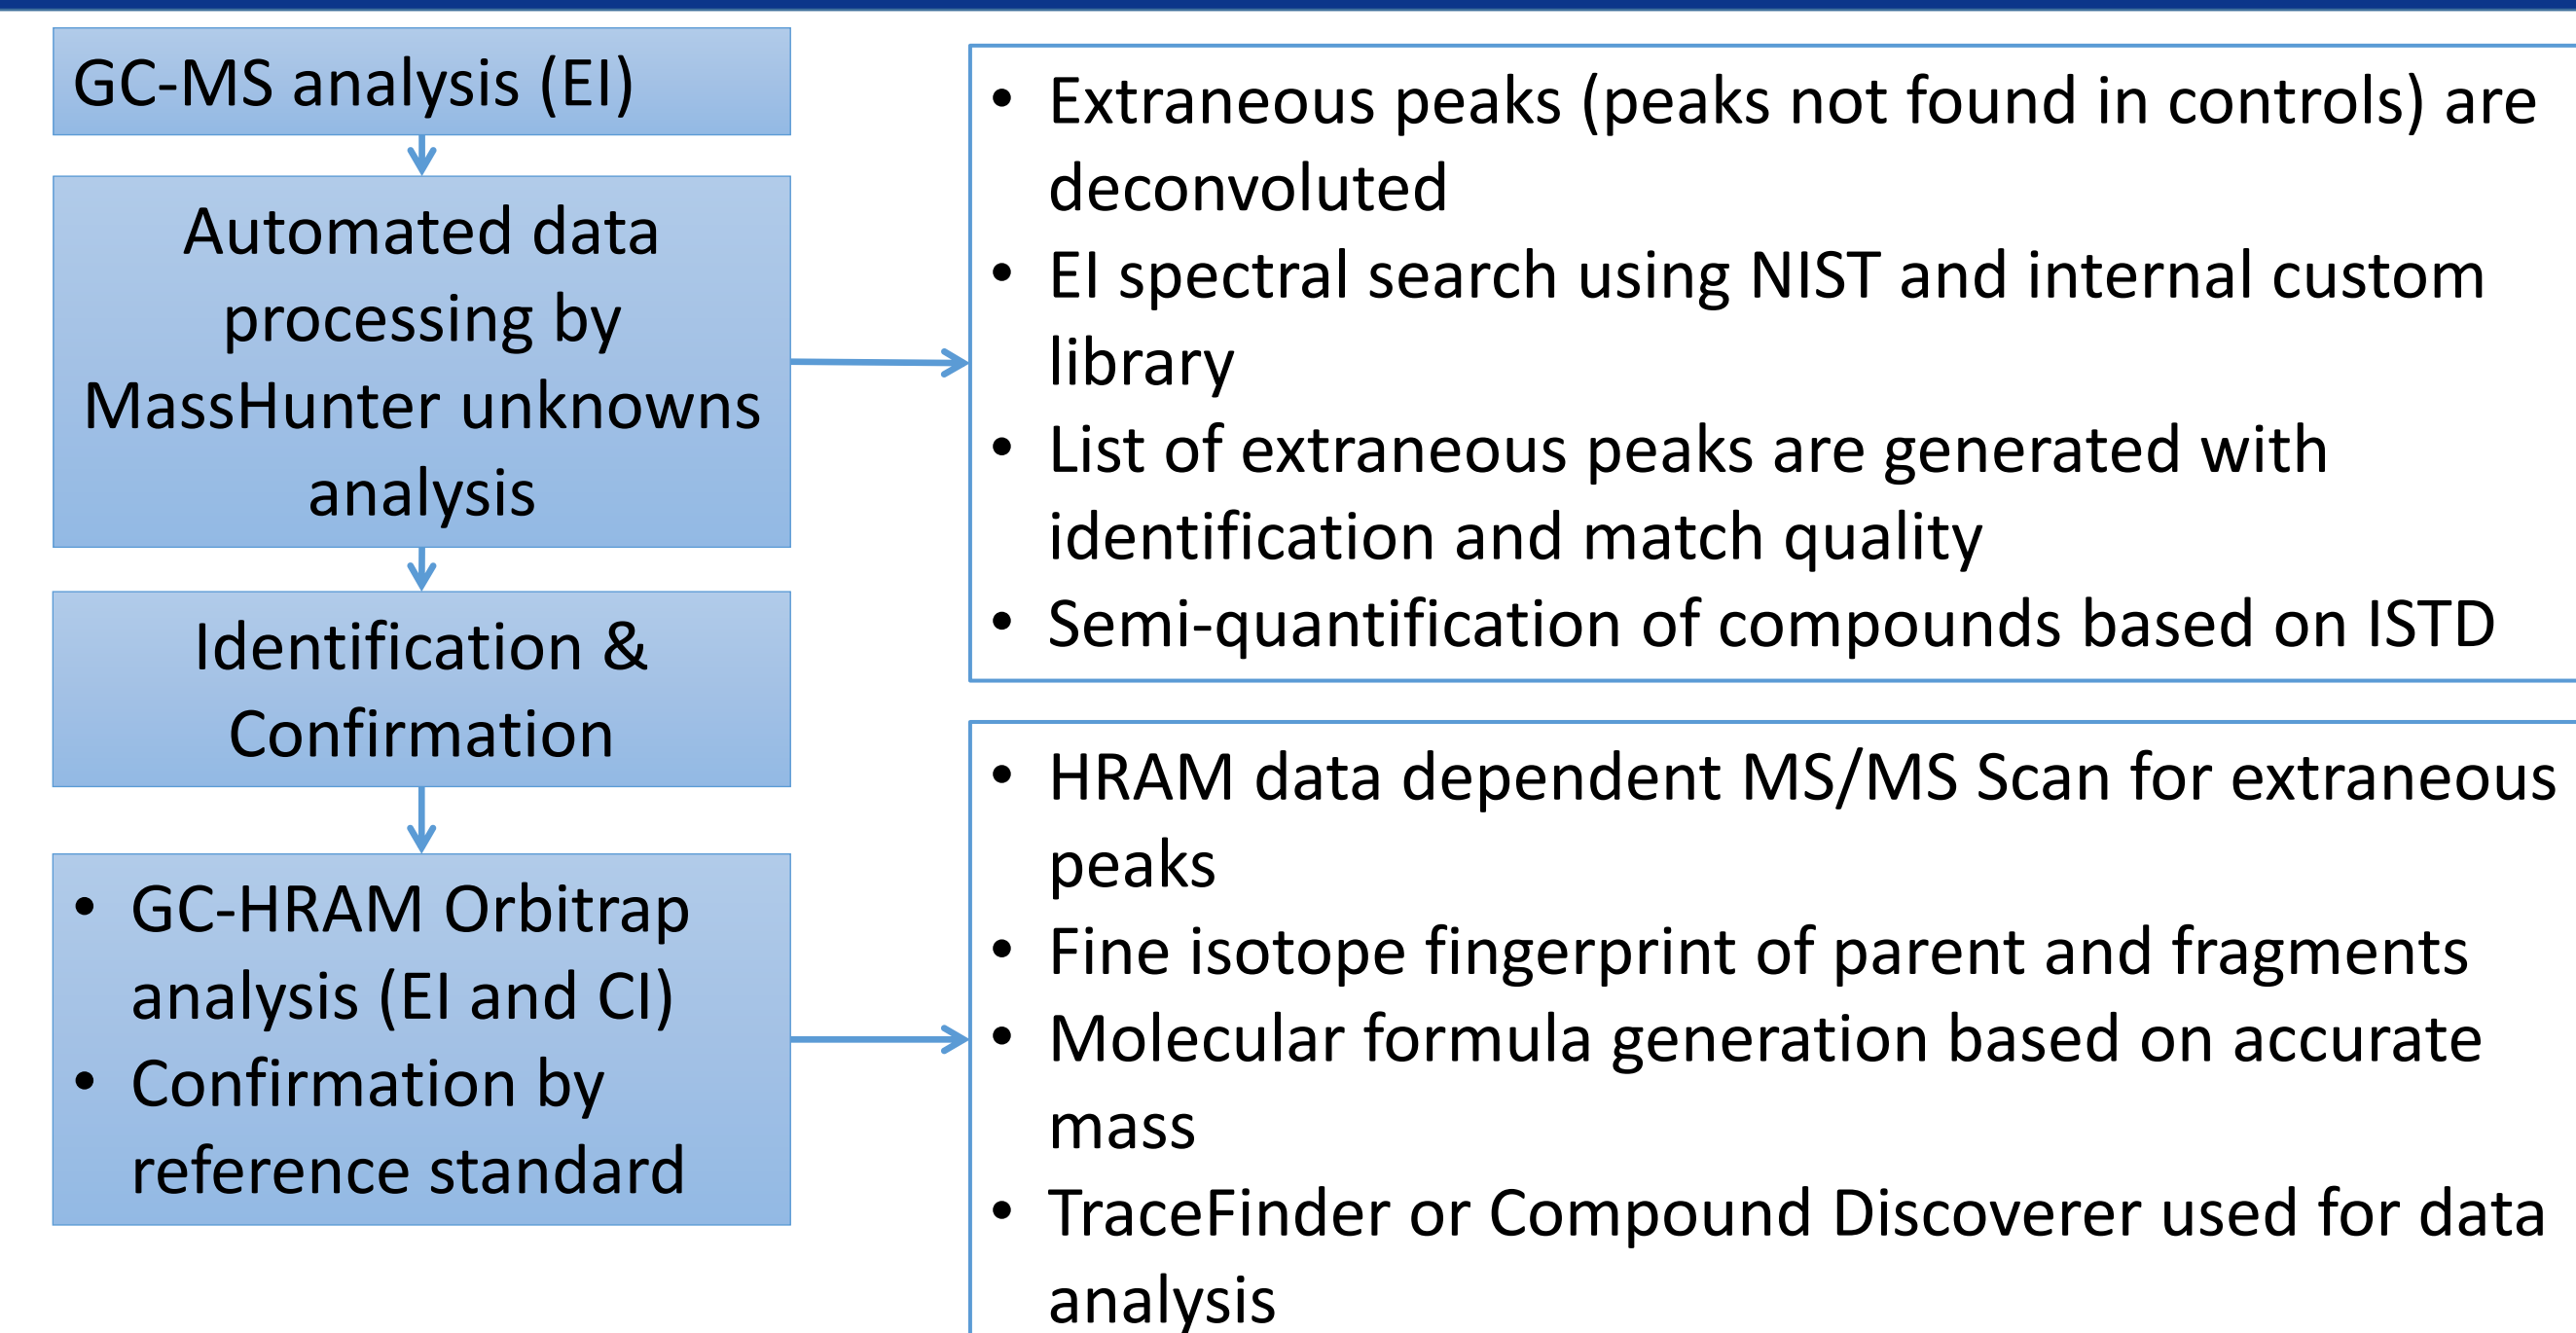 GC-MS analysis (EI)
Automated data
processing by
MassHunter unknowns
analysis
Identification &
Confirmation
• GC-HRAM Orbitrap
analysis (EI and CI)
• Confirmation by
reference standard
• Extraneous peaks (peaks not found in controls) are
deconvoluted
• EI spectral search using NIST and internal custom
library
• List of extraneous peaks are generated with
identification and match quality
• Semi-quantification of compounds based on ISTD
• HRAM data dependent MS/MS Scan for extraneous
peaks
• Fine isotope fingerprint of parent and fragments
• Molecular formula generation based on accurate
mass
• TraceFinder or Compound Discoverer used for data
analysis